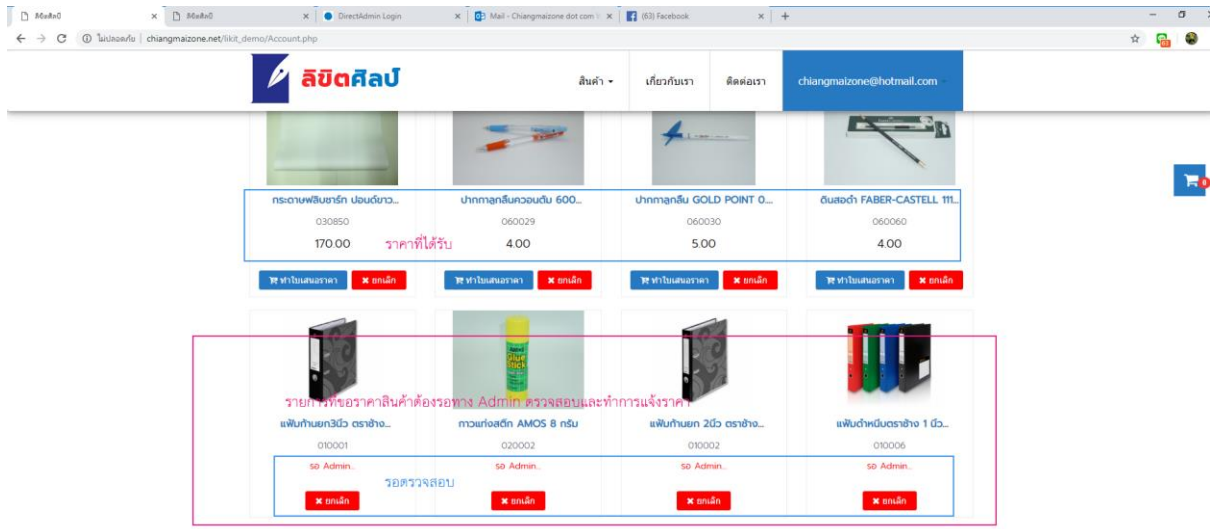 ลิขิตศิลป์
ลิขิตศิลป์
DirectAdmin Login
Mail - Chiangmaizone dot com
(63) Facebook
ไม่ปลอดภัย | chiangmaizone.net/likit_demo/Account.php
ลิขิตศิลป์
สินค้า
เกี่ยวกับเรา
ติดต่อเรา
chiangmaizone@hotmail.com
กระดาษฟลิบชาร์ท ปอนด์ขาว...
ปากกาลูกลื่นควอนตัม 600...
ปากกาลูกลื่น GOLD POINT 0....
ดินสอดำ FABER-CASTELL 111...
030850
060029
060030
060060
170.00
ราคาที่ได้รับ
4.00
5.00
4.00
ทำใบเสนอราคา
ยกเลิก
ทำใบเสนอราคา
ยกเลิก
ทำใบเสนอราคา
ยกเลิก
ทำใบเสนอราคา
ยกเลิก
AMOS
Glue Stick
รายการที่ขอราคาสินค้าต้องรอทาง Admin ตรวจสอบและทำการแจ้งราคา
แฟ้มก้านยก3นิ้ว ตราช้าง...
กาวแท่งสติก AMOS 8 กรัม
แฟ้มก้านยก 2นิ้ว ตราช้าง...
แฟ้มดำหนีบตราช้าง 1 นิ้ว...
010001
020002
010002
010006
รอ Admin..
รอ Admin..
รอ Admin..
รอ Admin..
รอตรวจสอบ
ยกเลิก
ยกเลิก
ยกเลิก
ยกเลิก